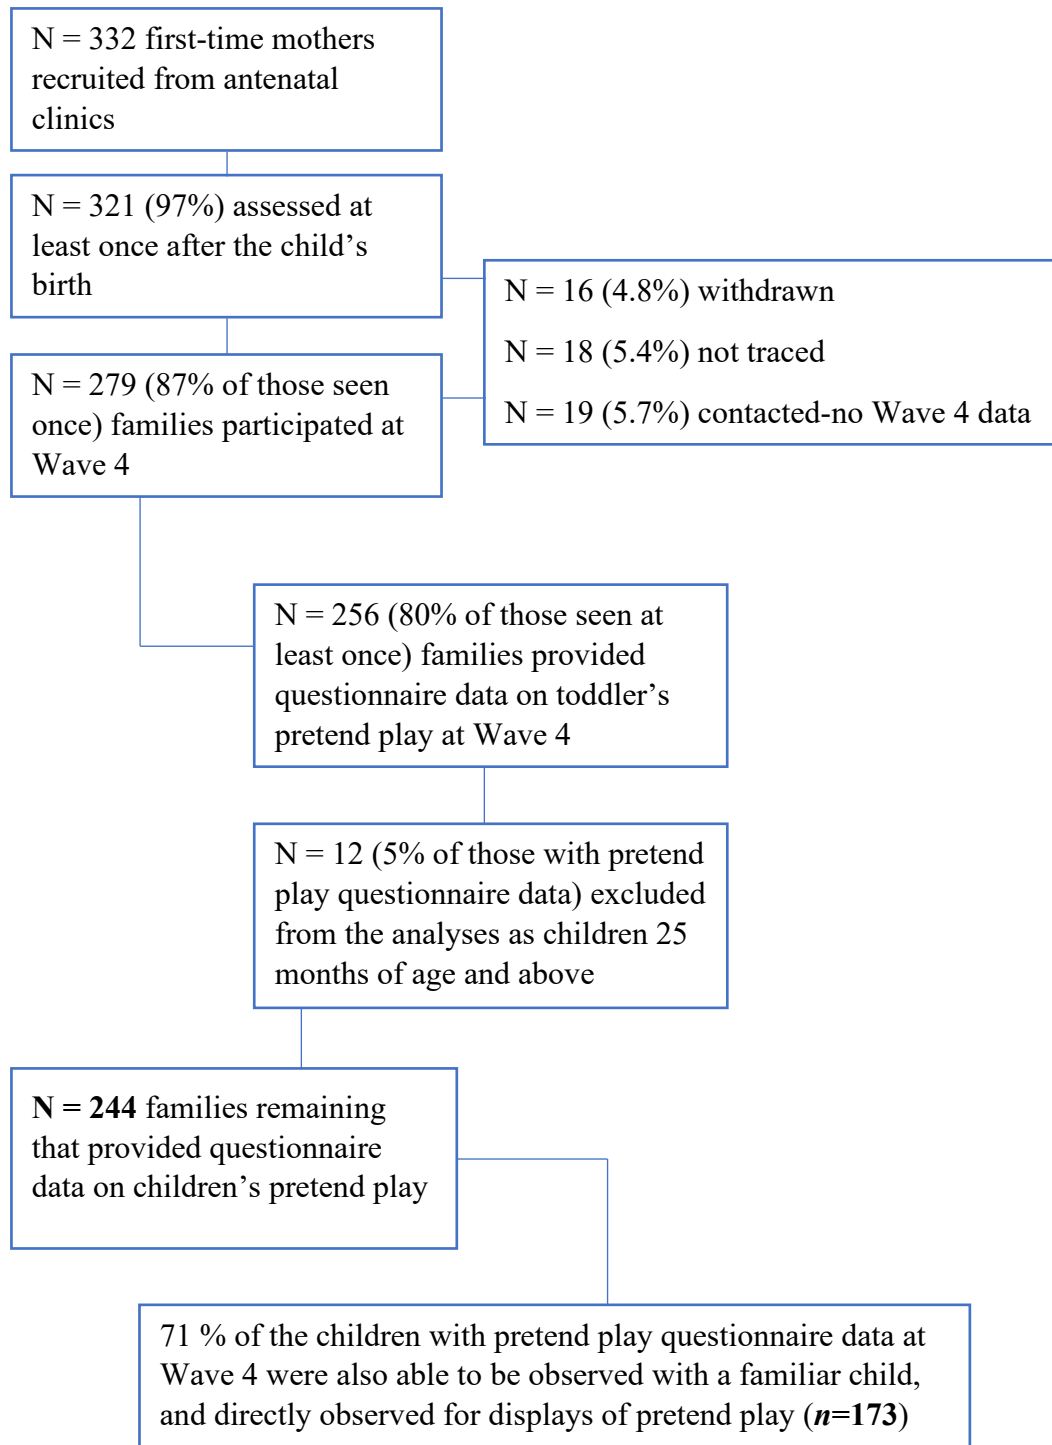 N = 332 first-time mothers
recruited from antenatal
clinics
N = 321 (97%) assessed at
least once after the child’s
birth
N = 16 (4.8%) withdrawn
N = 18 (5.4%) not traced
N = 19 (5.7%) contacted-no Wave 4 data
N = 279 (87% of those seen
once) families participated at
Wave 4
N = 256 (80% of those seen at
least once) families provided
questionnaire data on toddler’s
pretend play at Wave 4
N = 12 (5% of those with pretend
play questionnaire data) excluded
from the analyses as children 25
months of age and above
N = 244 families remaining
that provided questionnaire
data on children’s pretend play
71 % of the children with pretend play questionnaire data at
Wave 4 were also able to be observed with a familiar child,
and directly observed for displays of pretend play (n=173)